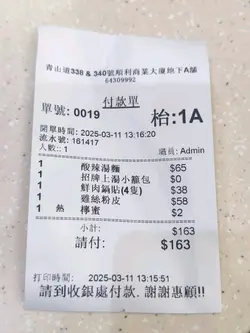 青山道338 & 340號順利商業大廈地下A舖
64309992
付款單
單號: 0019 枱:1A
開單時間: 2025-03-11 13:16:20
流水號: 161417
人數:: 1 過員: Admin
1 酸辣湯麵 $65
1 招牌上湯小籠包 $0
1 鮮肉鍋貼(4隻) $38
1 雞絲粉皮 $58
1 熱 檸蜜 $2
小計: $163
請付: $163
打印時間: 2025-03-11 13:15:51
請到收銀處付款, 謝謝惠顧!!